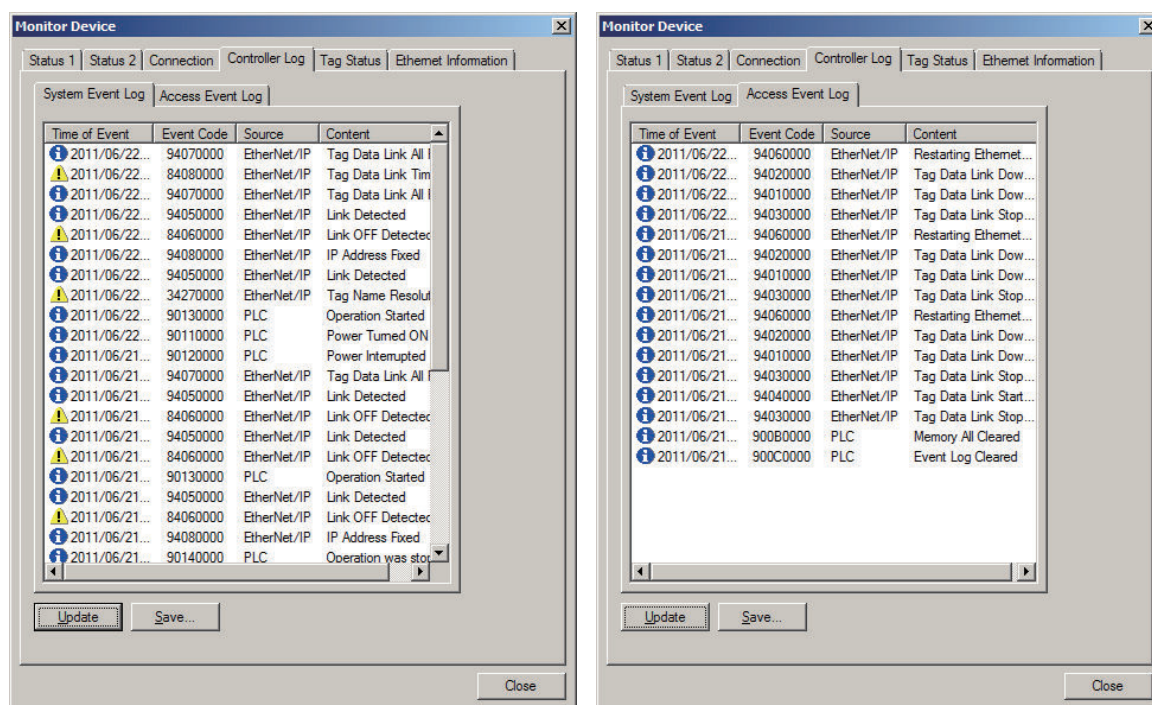 Monitor Device
Status 1 Status 2 Connection Controller Log Tag Status Ethernet Information
System Event Log Access Event Log
Time of Event Event Code Source Content
2011/06/22... 94070000 EtherNet/IP Tag Data Link All
2011/06/22... 84080000 EtherNet/IP Tag Data Link Tim
2011/06/22... 94070000 EtherNet/IP Tag Data Link All
2011/06/22... 94050000 EtherNet/IP Link Detected
2011/06/22... 84060000 EtherNet/IP Link OFF Detected
2011/06/22... 94080000 EtherNet/IP IP Address Fixed
2011/06/22... 94050000 EtherNet/IP Link Detected
2011/06/22... 34270000 EtherNet/IP Tag Name Resolut
2011/06/22... 90130000 PLC Operation Started
2011/06/22... 90110000 PLC Power Turned ON
2011/06/21... 90120000 PLC Power Interrupted
2011/06/21... 94070000 EtherNet/IP Tag Data Link All
2011/06/21... 94050000 EtherNet/IP Link Detected
2011/06/21... 84060000 EtherNet/IP Link OFF Detected
2011/06/21... 94050000 EtherNet/IP Link Detected
2011/06/21... 84060000 EtherNet/IP Link OFF Detected
2011/06/21... 90130000 PLC Operation Started
2011/06/21... 94050000 EtherNet/IP Link Detected
2011/06/21... 84060000 EtherNet/IP Link OFF Detected
2011/06/21... 94080000 EtherNet/IP IP Address Fixed
2011/06/21... 90140000 PLC Operation was stop
Update Save...
Close
Monitor Device
Status 1 Status 2 Connection Controller Log Tag Status Ethernet Information
System Event Log Access Event Log
Time of Event Event Code Source Content
2011/06/22... 94060000 EtherNet/IP Restarting Ethernet...
2011/06/22... 94020000 EtherNet/IP Tag Data Link Dow...
2011/06/22... 94010000 EtherNet/IP Tag Data Link Dow...
2011/06/22... 94030000 EtherNet/IP Tag Data Link Stop...
2011/06/21... 94060000 EtherNet/IP Restarting Ethernet...
2011/06/21... 94020000 EtherNet/IP Tag Data Link Dow...
2011/06/21... 94010000 EtherNet/IP Tag Data Link Dow...
2011/06/21... 94030000 EtherNet/IP Tag Data Link Stop...
2011/06/21... 94060000 EtherNet/IP Restarting Ethernet...
2011/06/21... 94020000 EtherNet/IP Tag Data Link Dow...
2011/06/21... 94010000 EtherNet/IP Tag Data Link Dow...
2011/06/21... 94030000 EtherNet/IP Tag Data Link Stop...
2011/06/21... 94040000 EtherNet/IP Tag Data Link Start...
2011/06/21... 94030000 EtherNet/IP Tag Data Link Stop...
2011/06/21... 900B0000 PLC Memory All Cleared
2011/06/21... 900C0000 PLC Event Log Cleared
Update Save...
Close